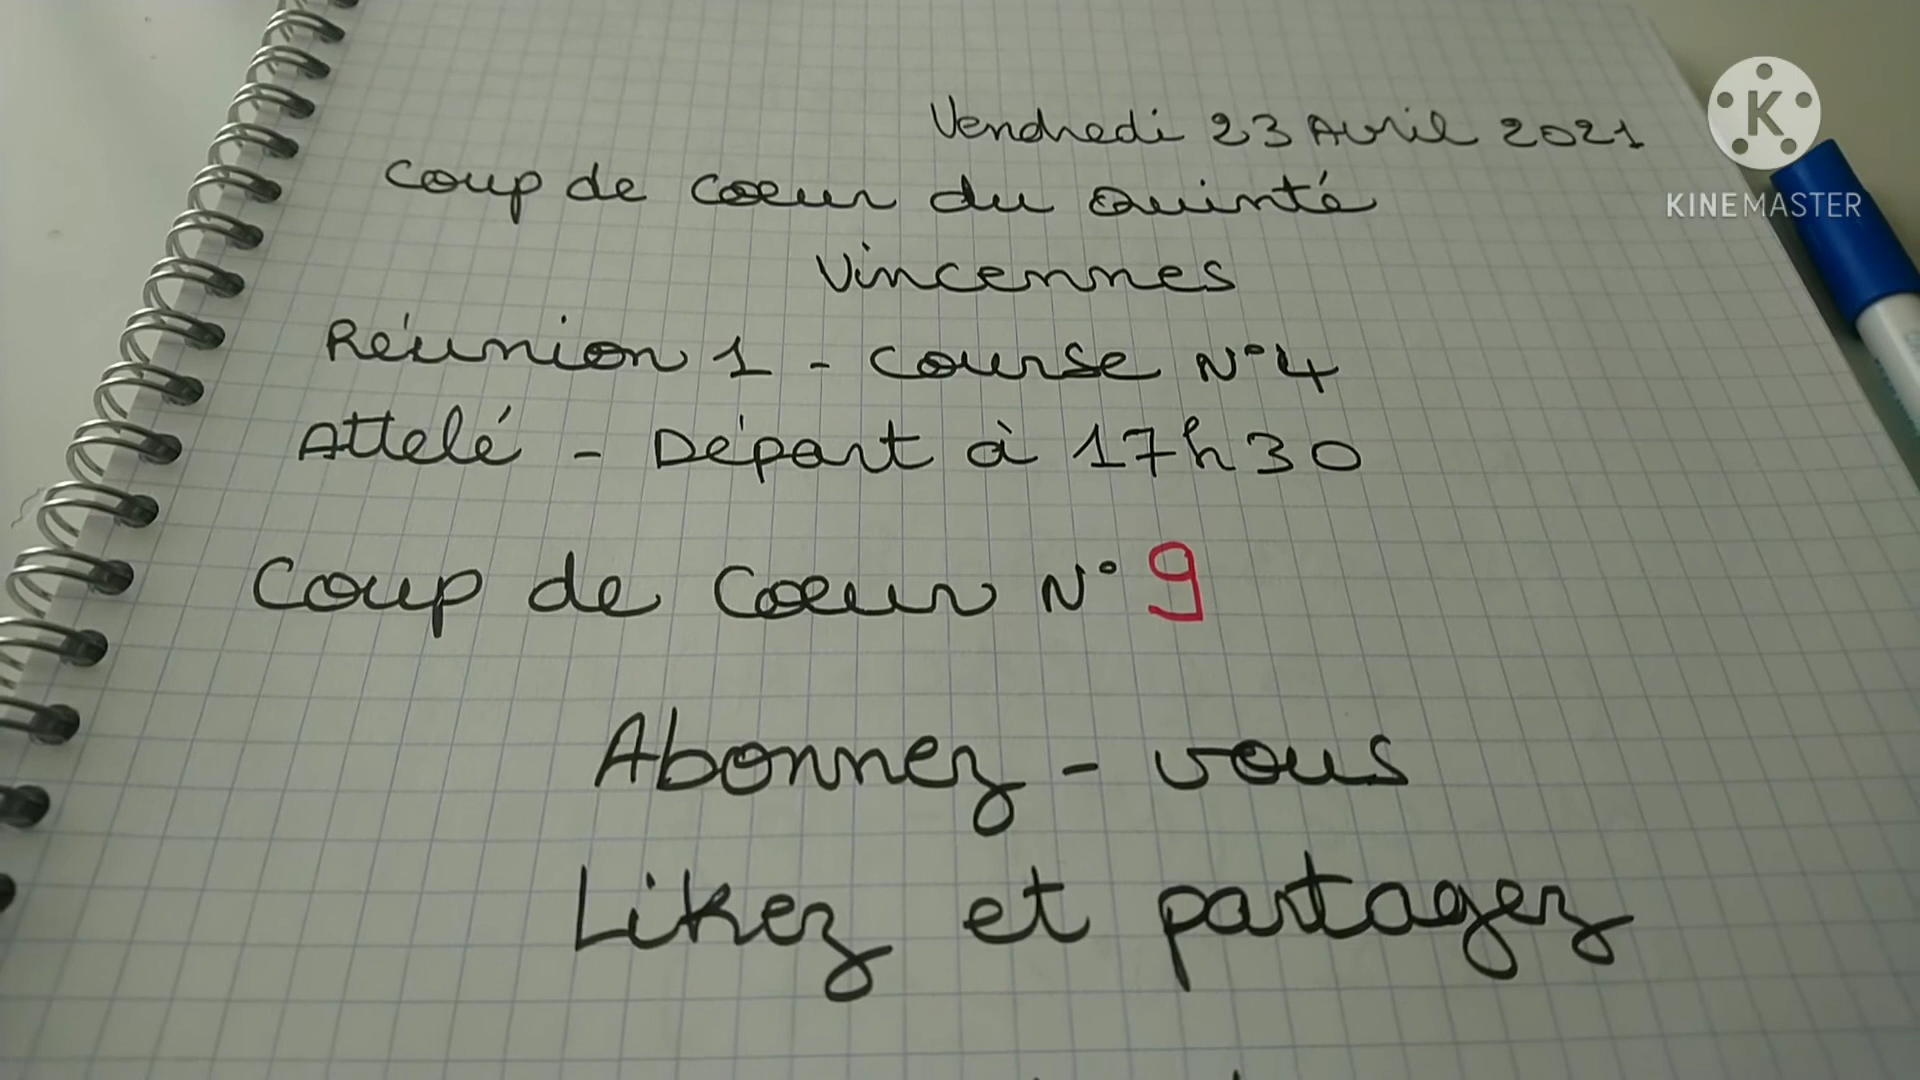 Vendredi 23 Avril 2021
Coup de coeur du Quinté
Vincennes
Réunion 1 - Course N°4
Attelé - Départ à 17h30
Coup de Coeur N° 9
Abonnez-vous
Likez et partagez
K
KINEMASTER